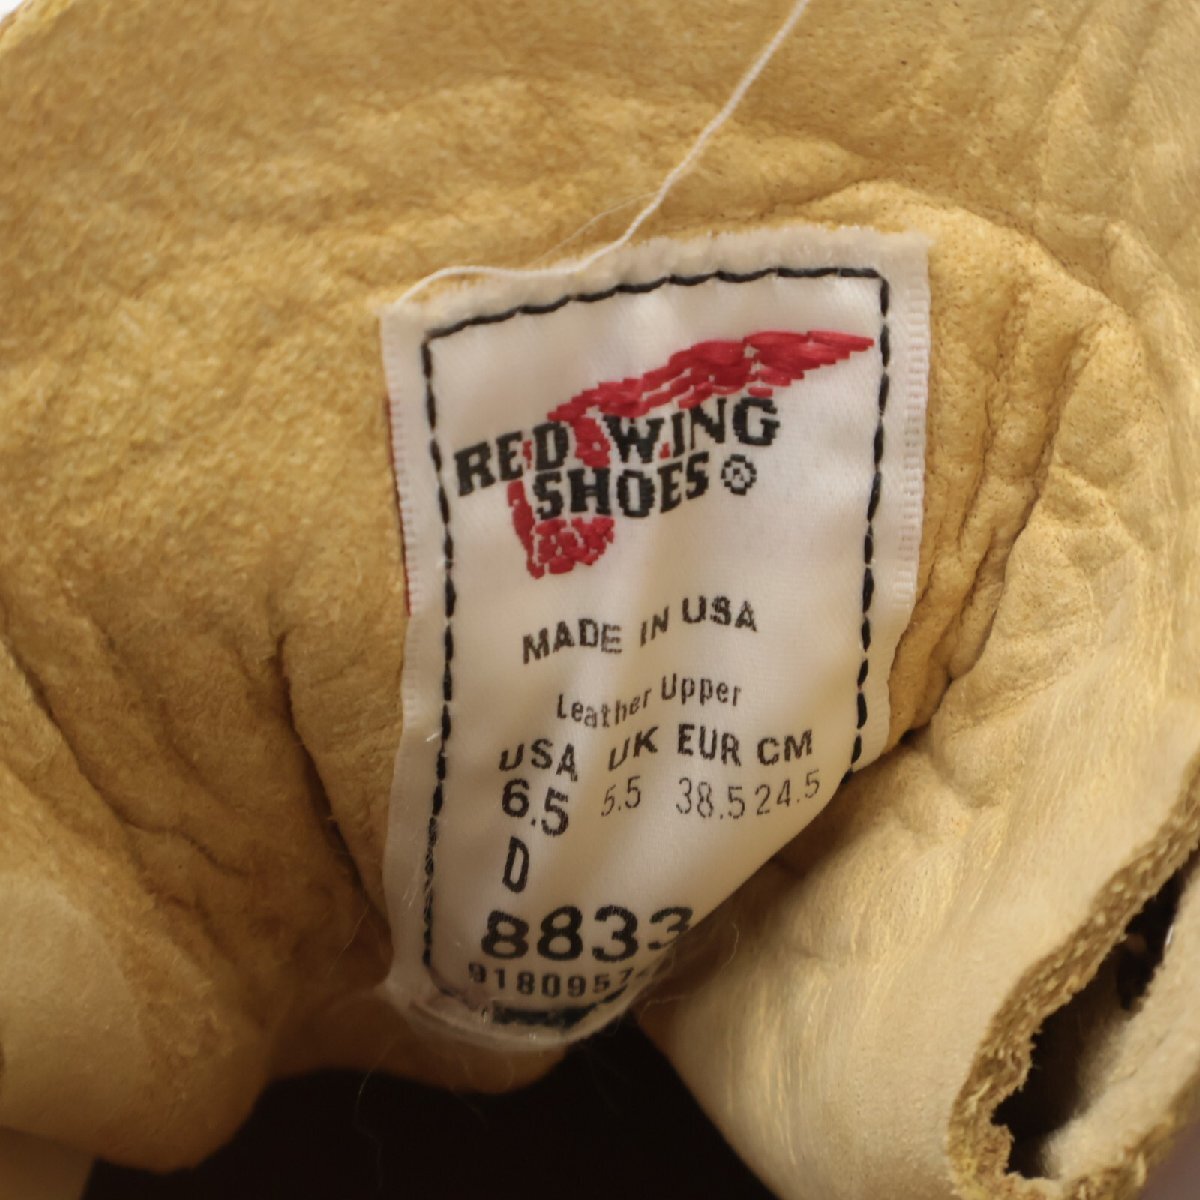 RED WING
SHOES®
MADE IN USA
Leather Upper
USA UK EUR CM
6.5 5.5 38.5 24.5
D
8833
9180957